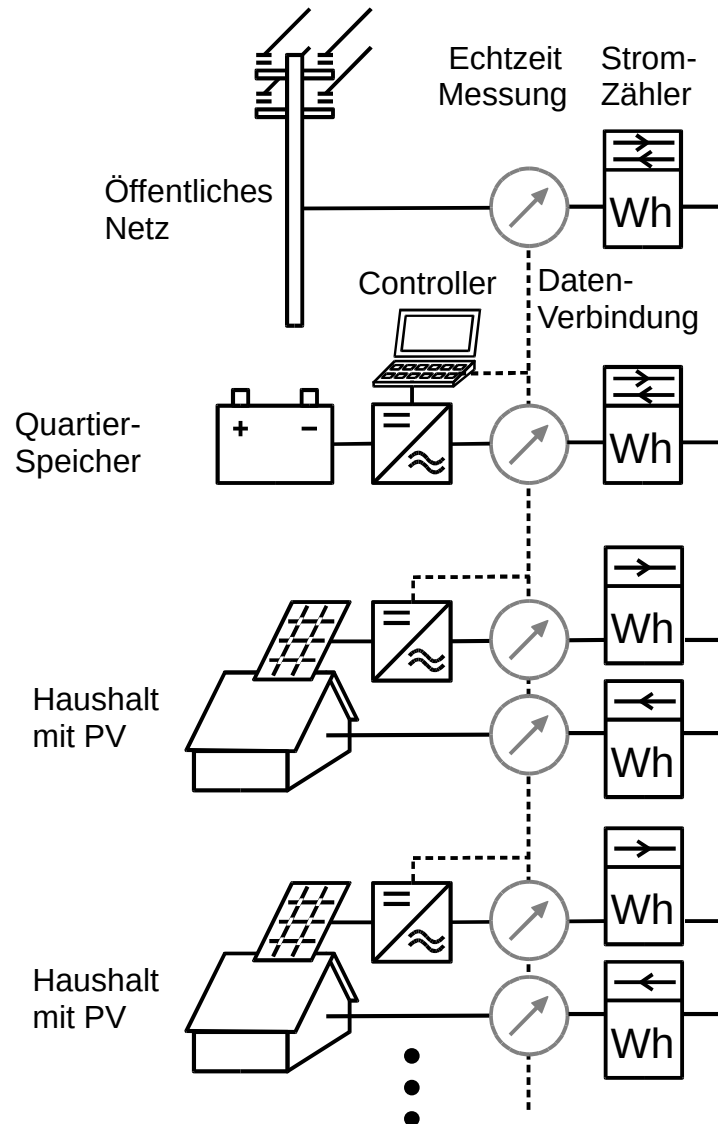 Echtzeit
Messung
Strom-
Zähler
Öffentliches
Netz
Wh
Controller
Daten-
Verbindung
Quartier-
Speicher
+ −
Wh
Haushalt
mit PV
Wh
Wh
Haushalt
mit PV
Wh
Wh